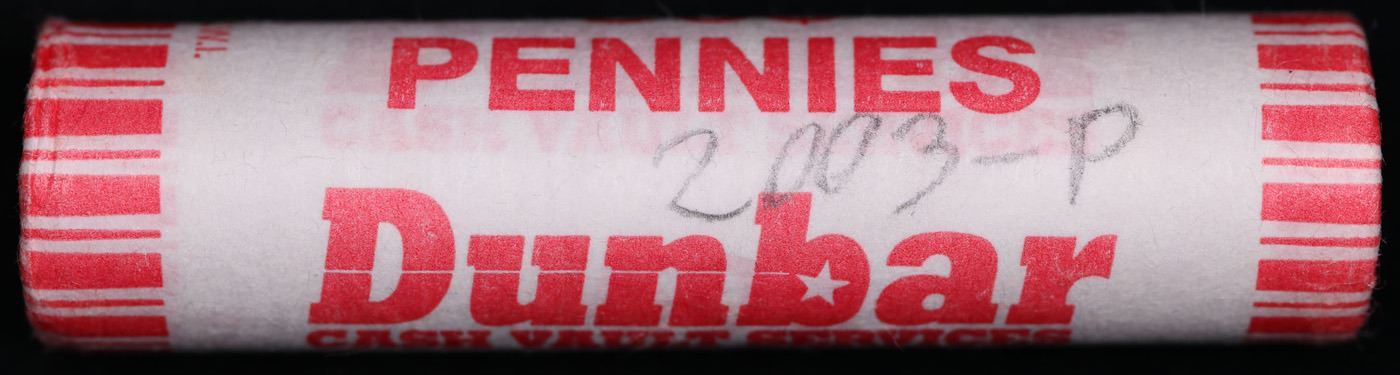 W.I.
PENNIES
2003-P
Dunbar
CASH VAULT SERVICES